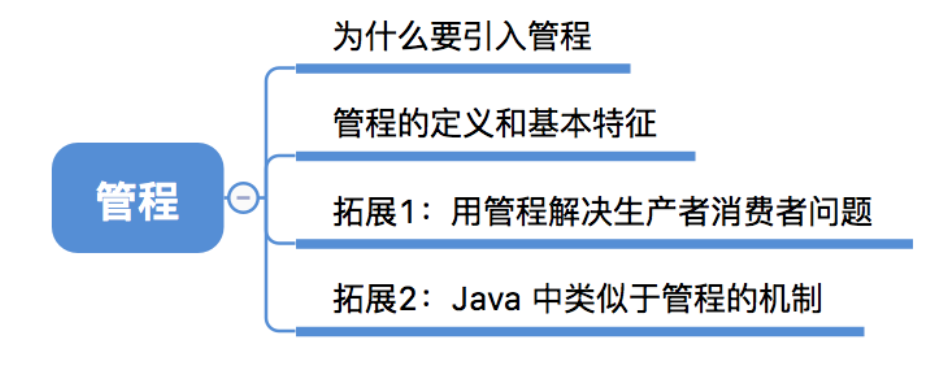 为什么要引入管程
管程的定义和基本特征
管程
拓展1：用管程解决生产者消费者问题
拓展2：Java 中类似于管程的机制